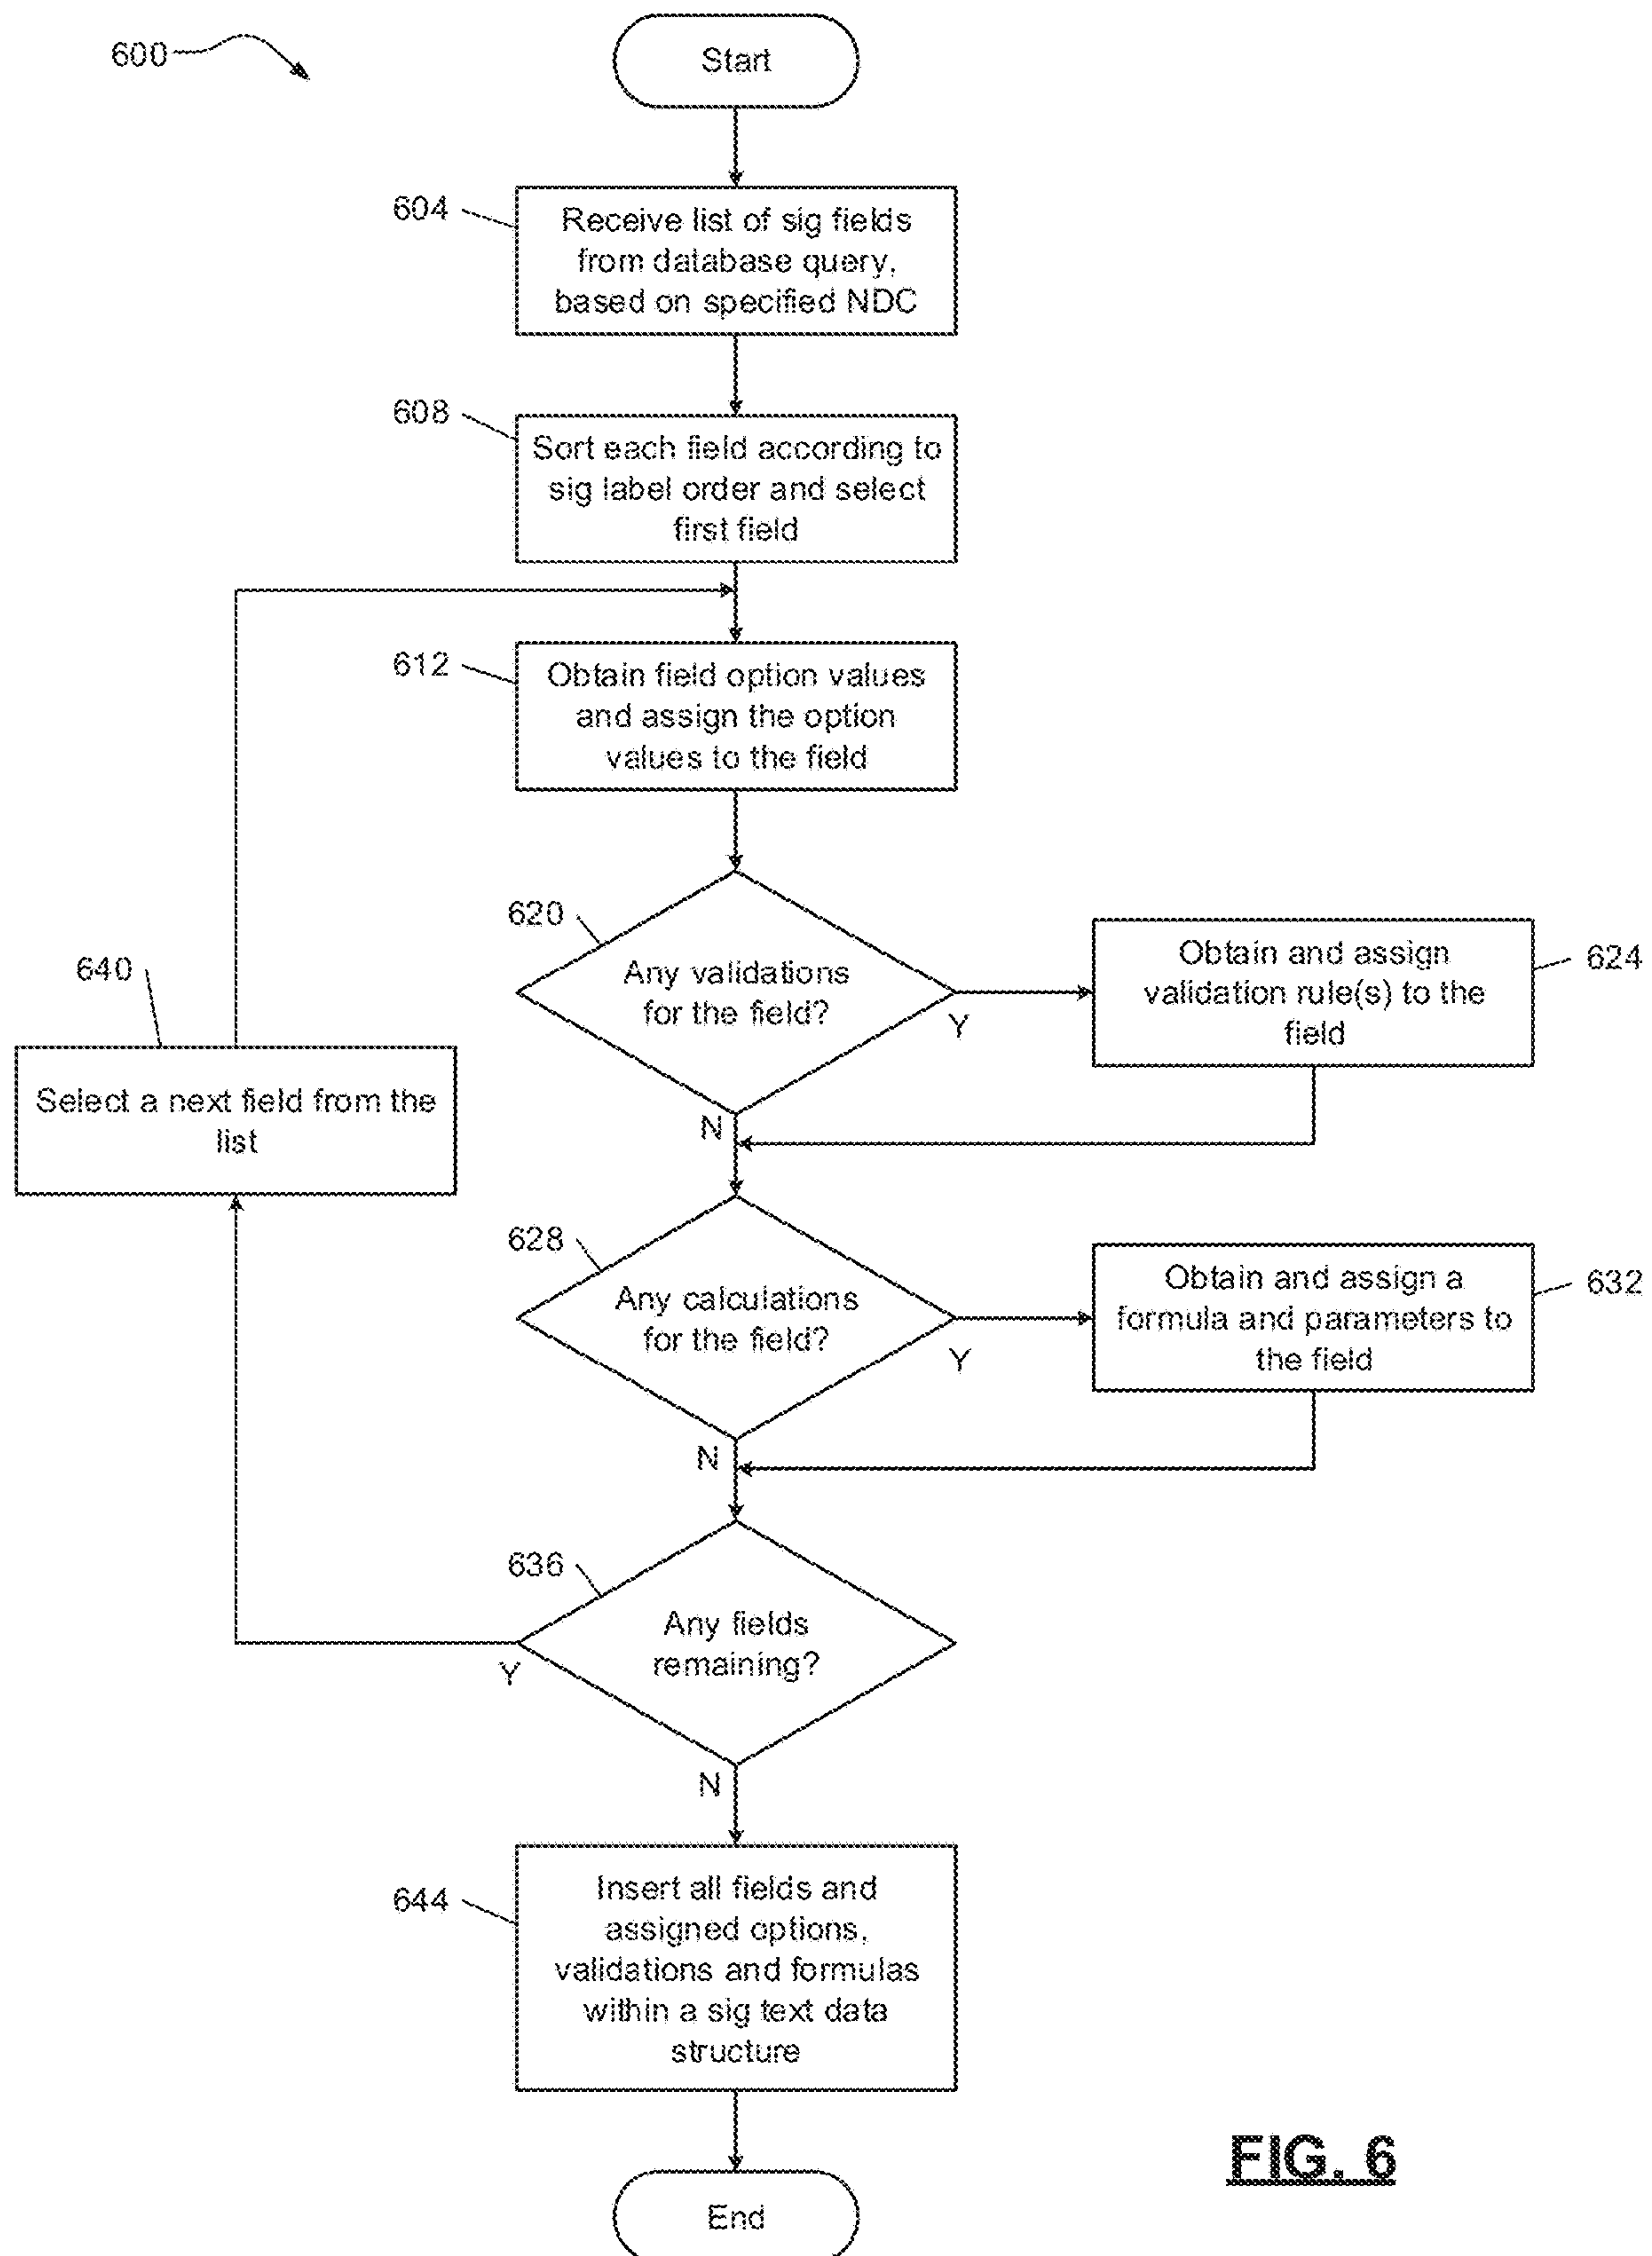 600
Start
604
Receive list of sig fields
from database query,
based on specified NDC
608
Sort each field according to
sig label order and select
first field
612
Obtain field option values
and assign the option
values to the field
620
Any validations
for the field?
Y
N
Obtain and assign
validation rule(s) to the
field
624
640
Select a next field from the
list
628
Any calculations
for the field?
Y
N
Obtain and assign a
formula and parameters to
the field
632
636
Any fields
remaining?
Y
N
644
Insert all fields and
assigned options,
validations and formulas
within a sig text data
structure
End
FIG. 6